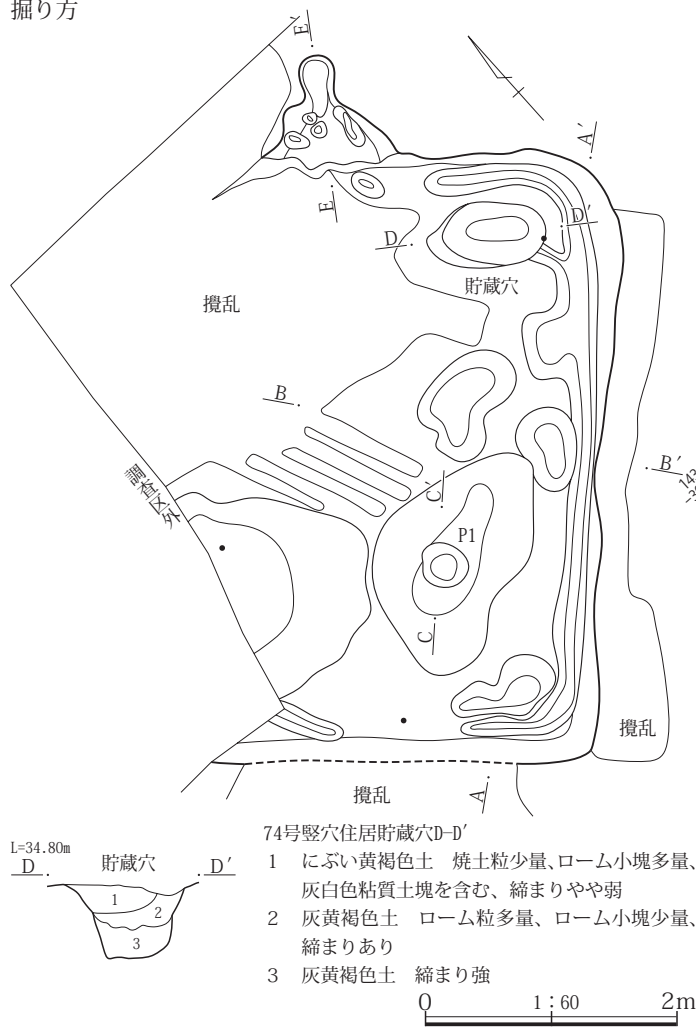 掘り方
E′
A′
E
D
D′
貯蔵穴
攪乱
B
B′
調査区外
C′
P1
C
攪乱
攪乱
A
L=34.80m
D
貯蔵穴
D′
1
2
3
74号竪穴住居貯蔵穴D-D′
1 にぶい黄褐色土 焼土粒少量、ローム小塊多量、
灰白色粘質土塊を含む、締まりやや弱
2 灰黄褐色土 ローム粒多量、ローム小塊少量、
締まりあり
3 灰黄褐色土 締まり強
0 1:60 2m